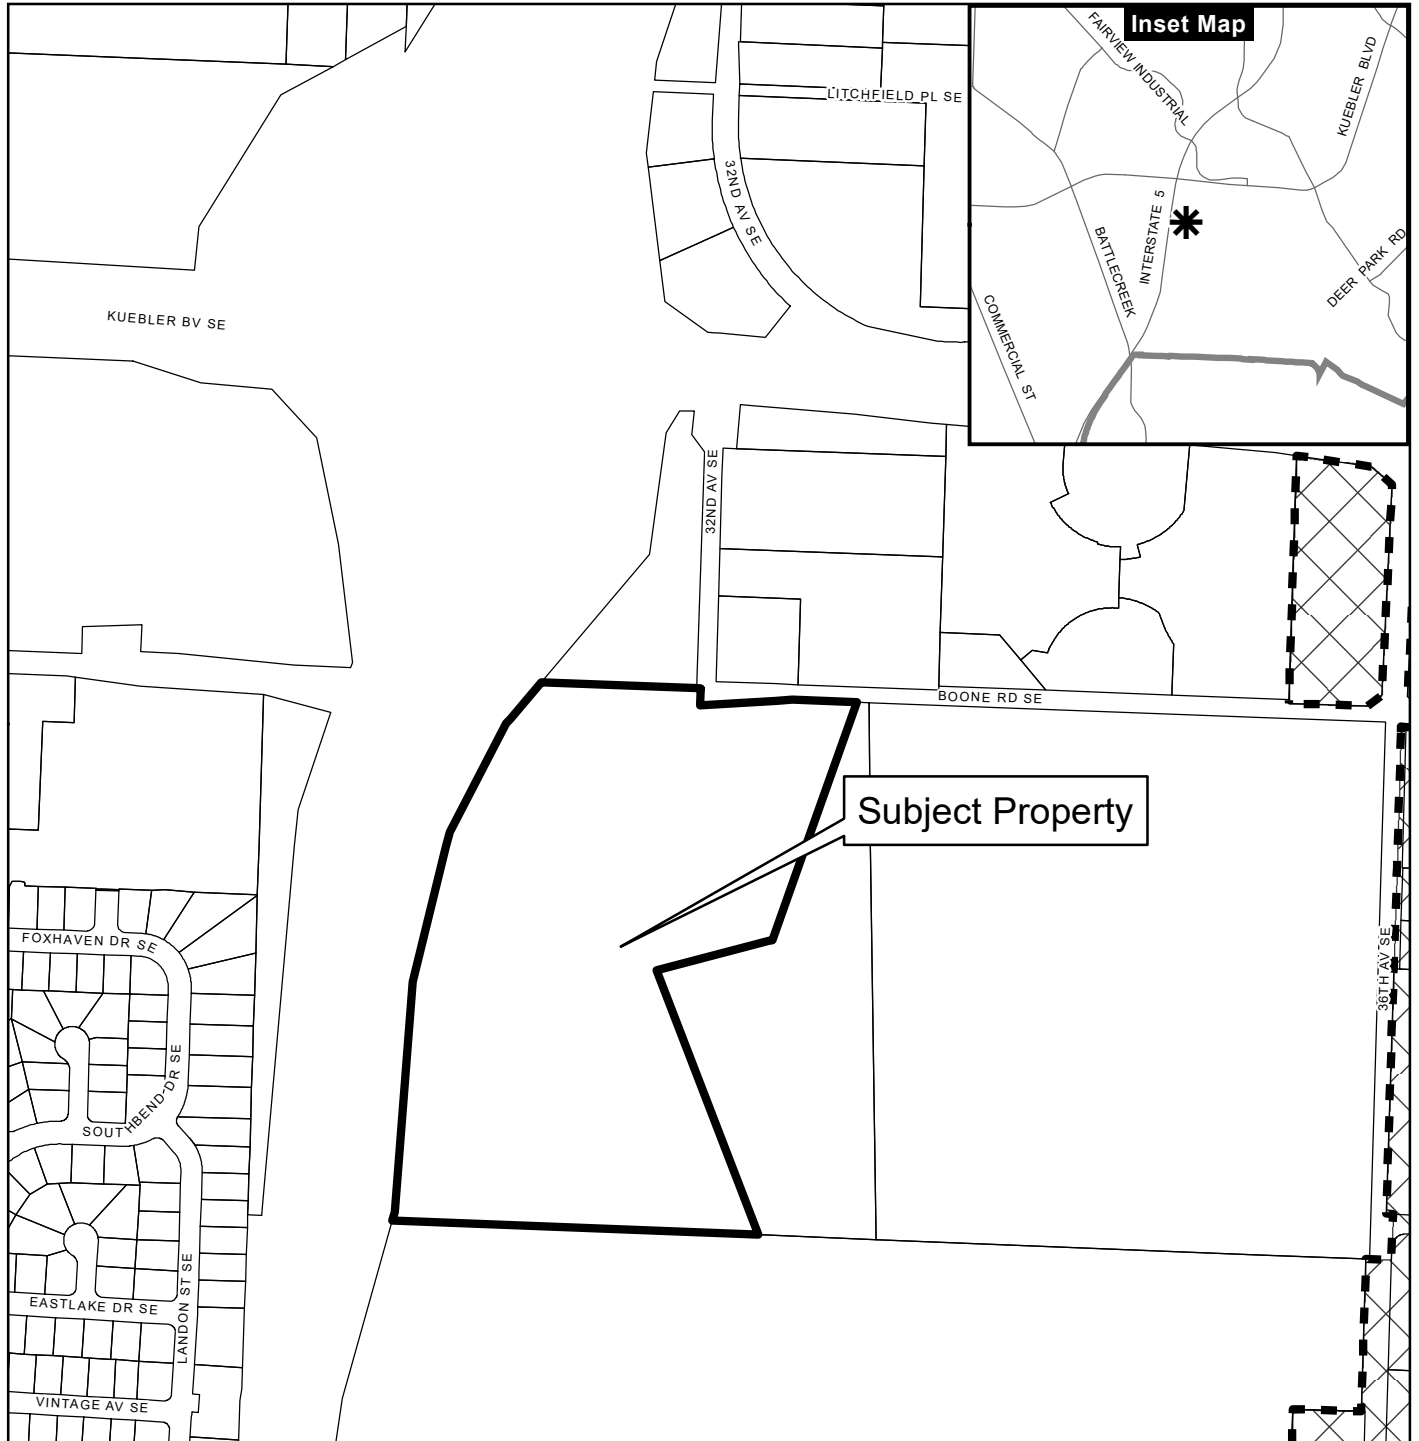 Inset Map
FAIRVIEW INDUSTRIAL
KUEBLER BLVD
INTERSTATE 5
BATTLECREEK
DEER PARK RD
COMMERCIAL ST
LITCHFIELD PL SE
32ND AV SE
KUEBLER BV SE
32ND AV SE
BOONE RD SE
Subject Property
36TH AV SE
FOXHAVEN DR SE
SOUTHBEND DR SE
LANDON ST SE
EASTLAKE DR SE
VINTAGE AV SE